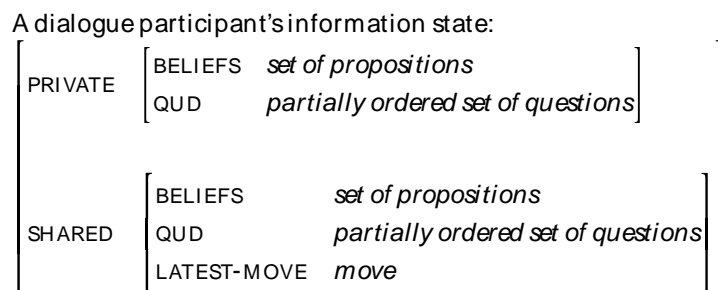 A dialogue participant's information state:
PRIVATE
BELIEFS set of propositions
QUD partially ordered set of questions
SHARED
BELIEFS set of propositions
QUD partially ordered set of questions
LATEST-MOVE move